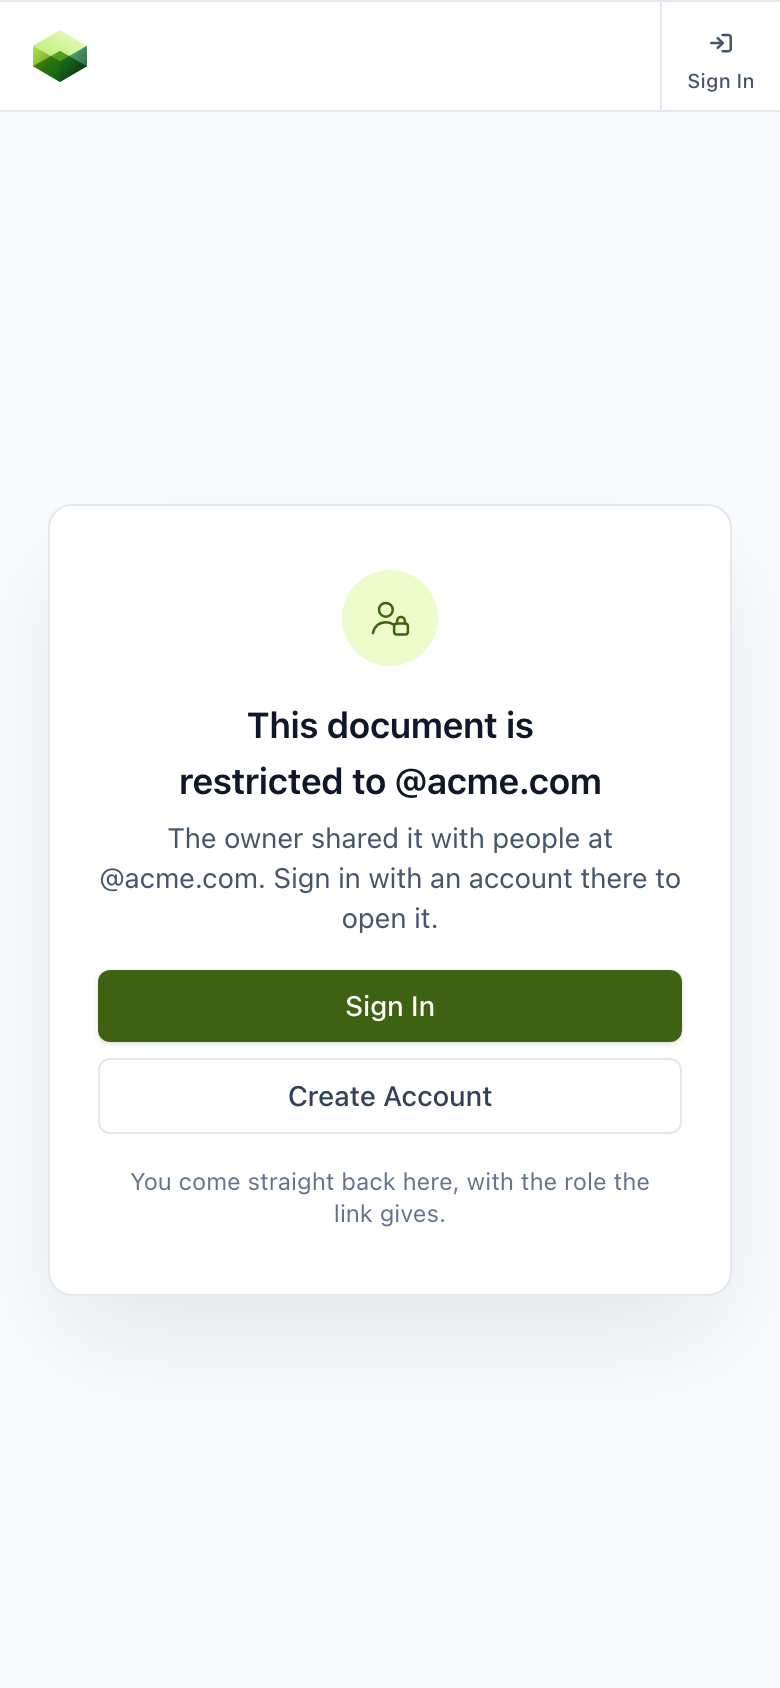 Sign In
This document is
restricted to @acme.com
The owner shared it with people at
@acme.com. Sign in with an account there to
open it.
Sign In
Create Account
You come straight back here, with the role the
link gives.